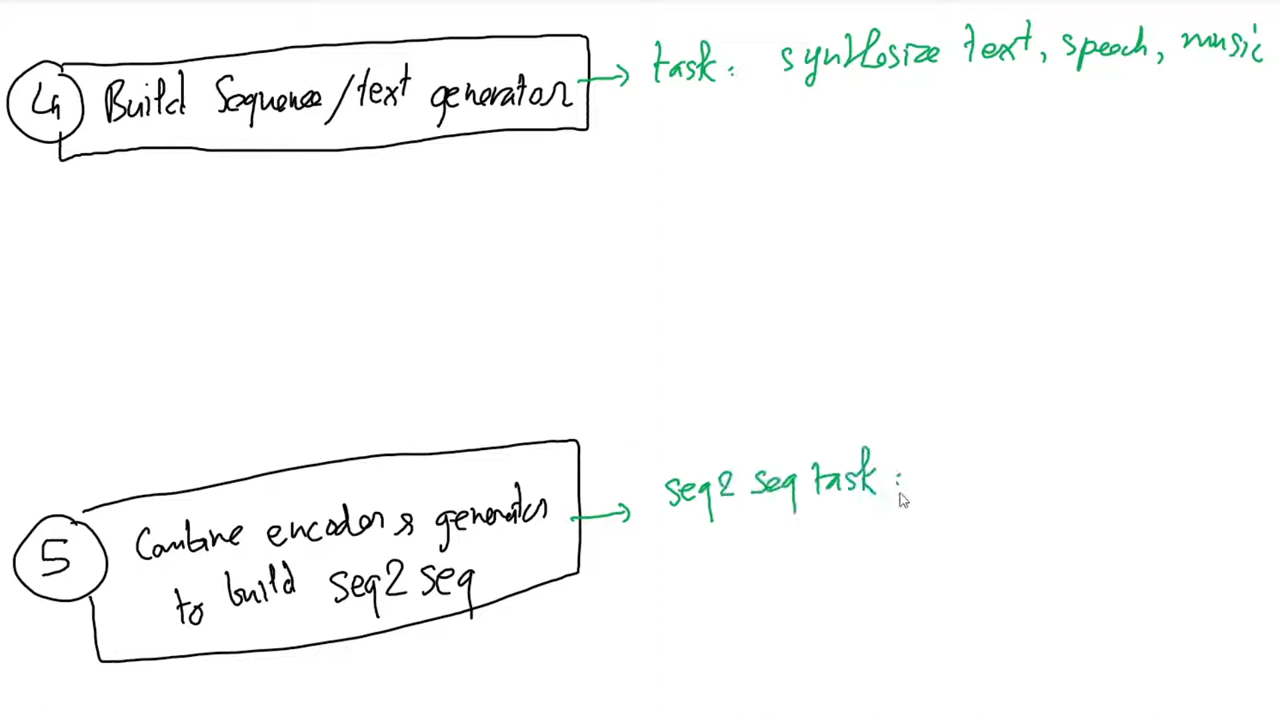 4 Build Sequence/text generator → task: synthesize text, speech, music
5 Combine encoder & generator → seq2seq task:
to build seq2seq